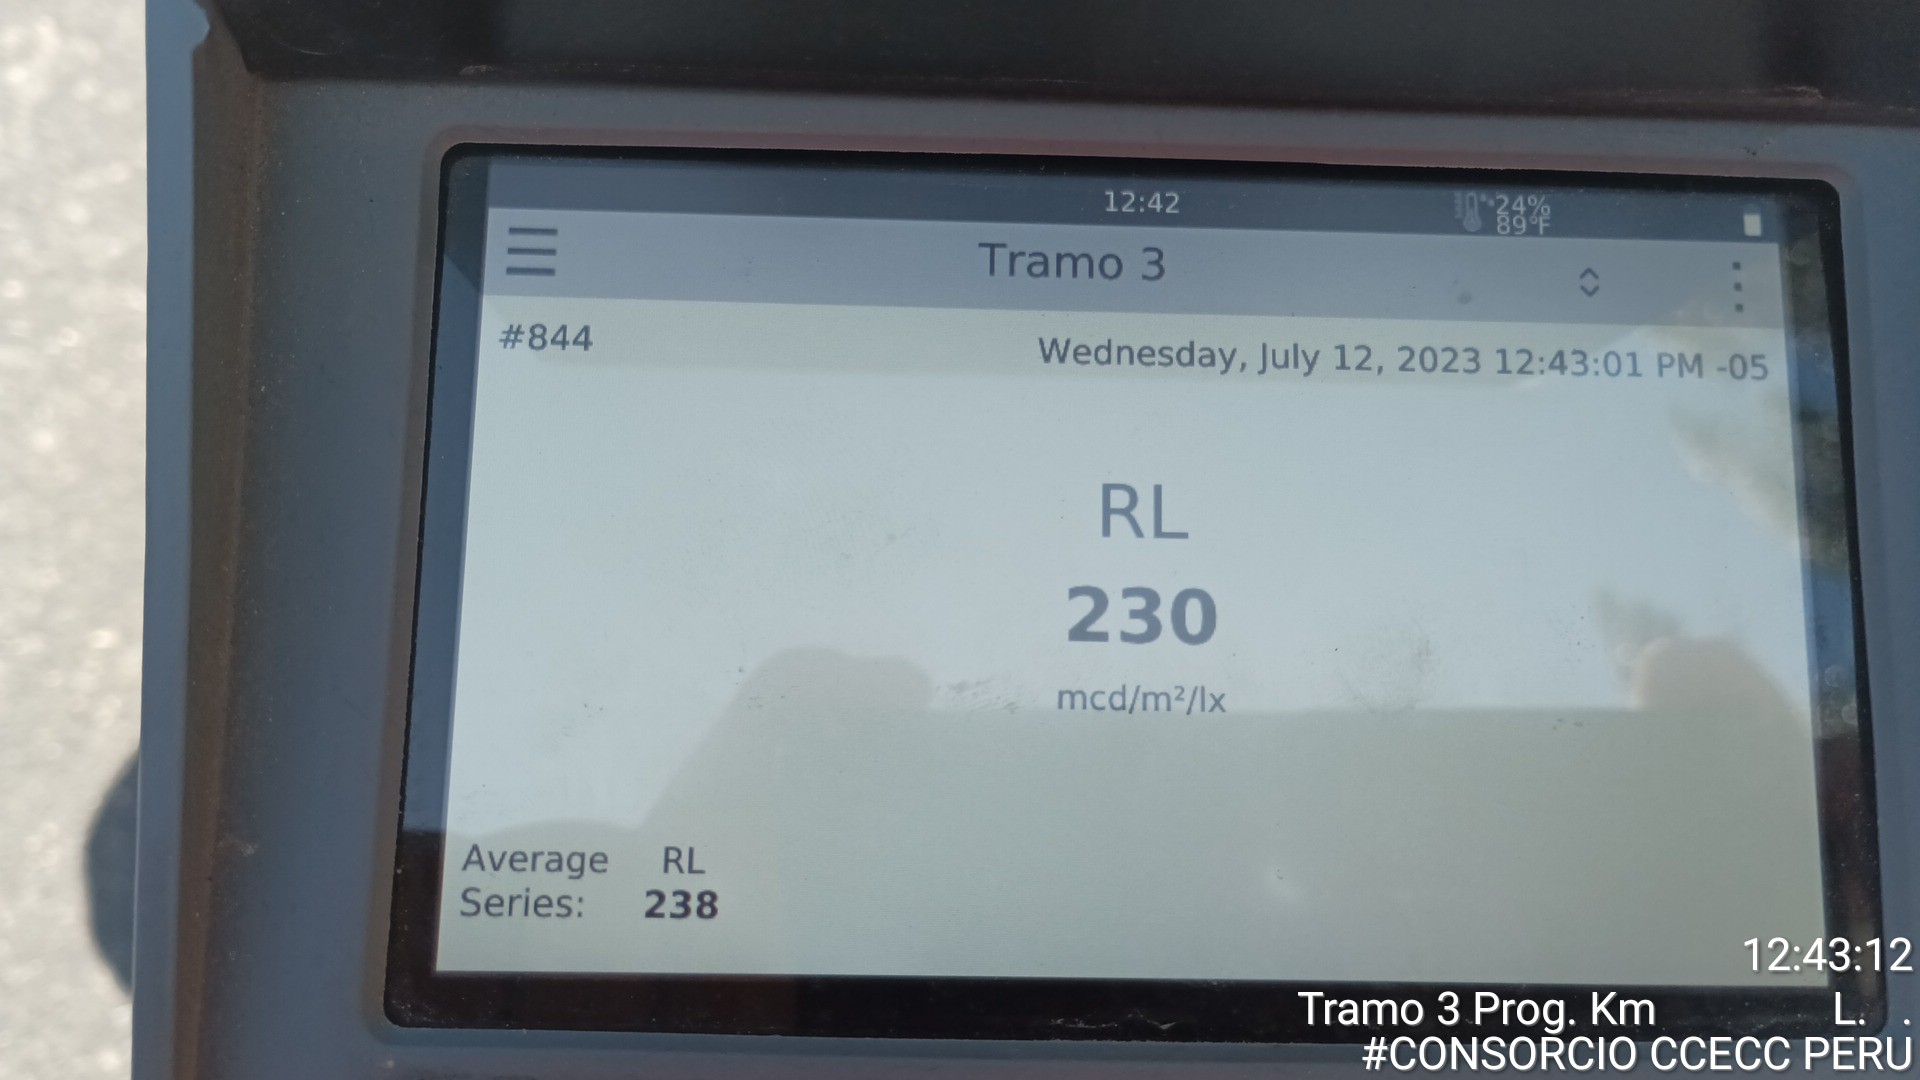 12:42
24%
89°F
Tramo 3
#844
Wednesday, July 12, 2023 12:43:01 PM -05
RL
230
mcd/m²/lx
Average RL
Series: 238
12:43:12
Tramo 3 Prog. Km L. .
#CONSORCIO CCECC PERU